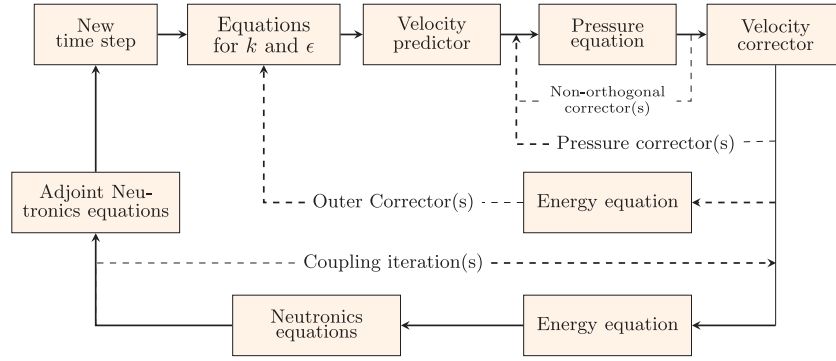 New
time step
Equations
for k and ϵ
Velocity
predictor
Pressure
equation
Velocity
corrector
Non-orthogonal
corrector(s)
Pressure corrector(s)
Adjoint Neu-
tronics equations
Outer Corrector(s)
Energy equation
Coupling iteration(s)
Neutronics
equations
Energy equation